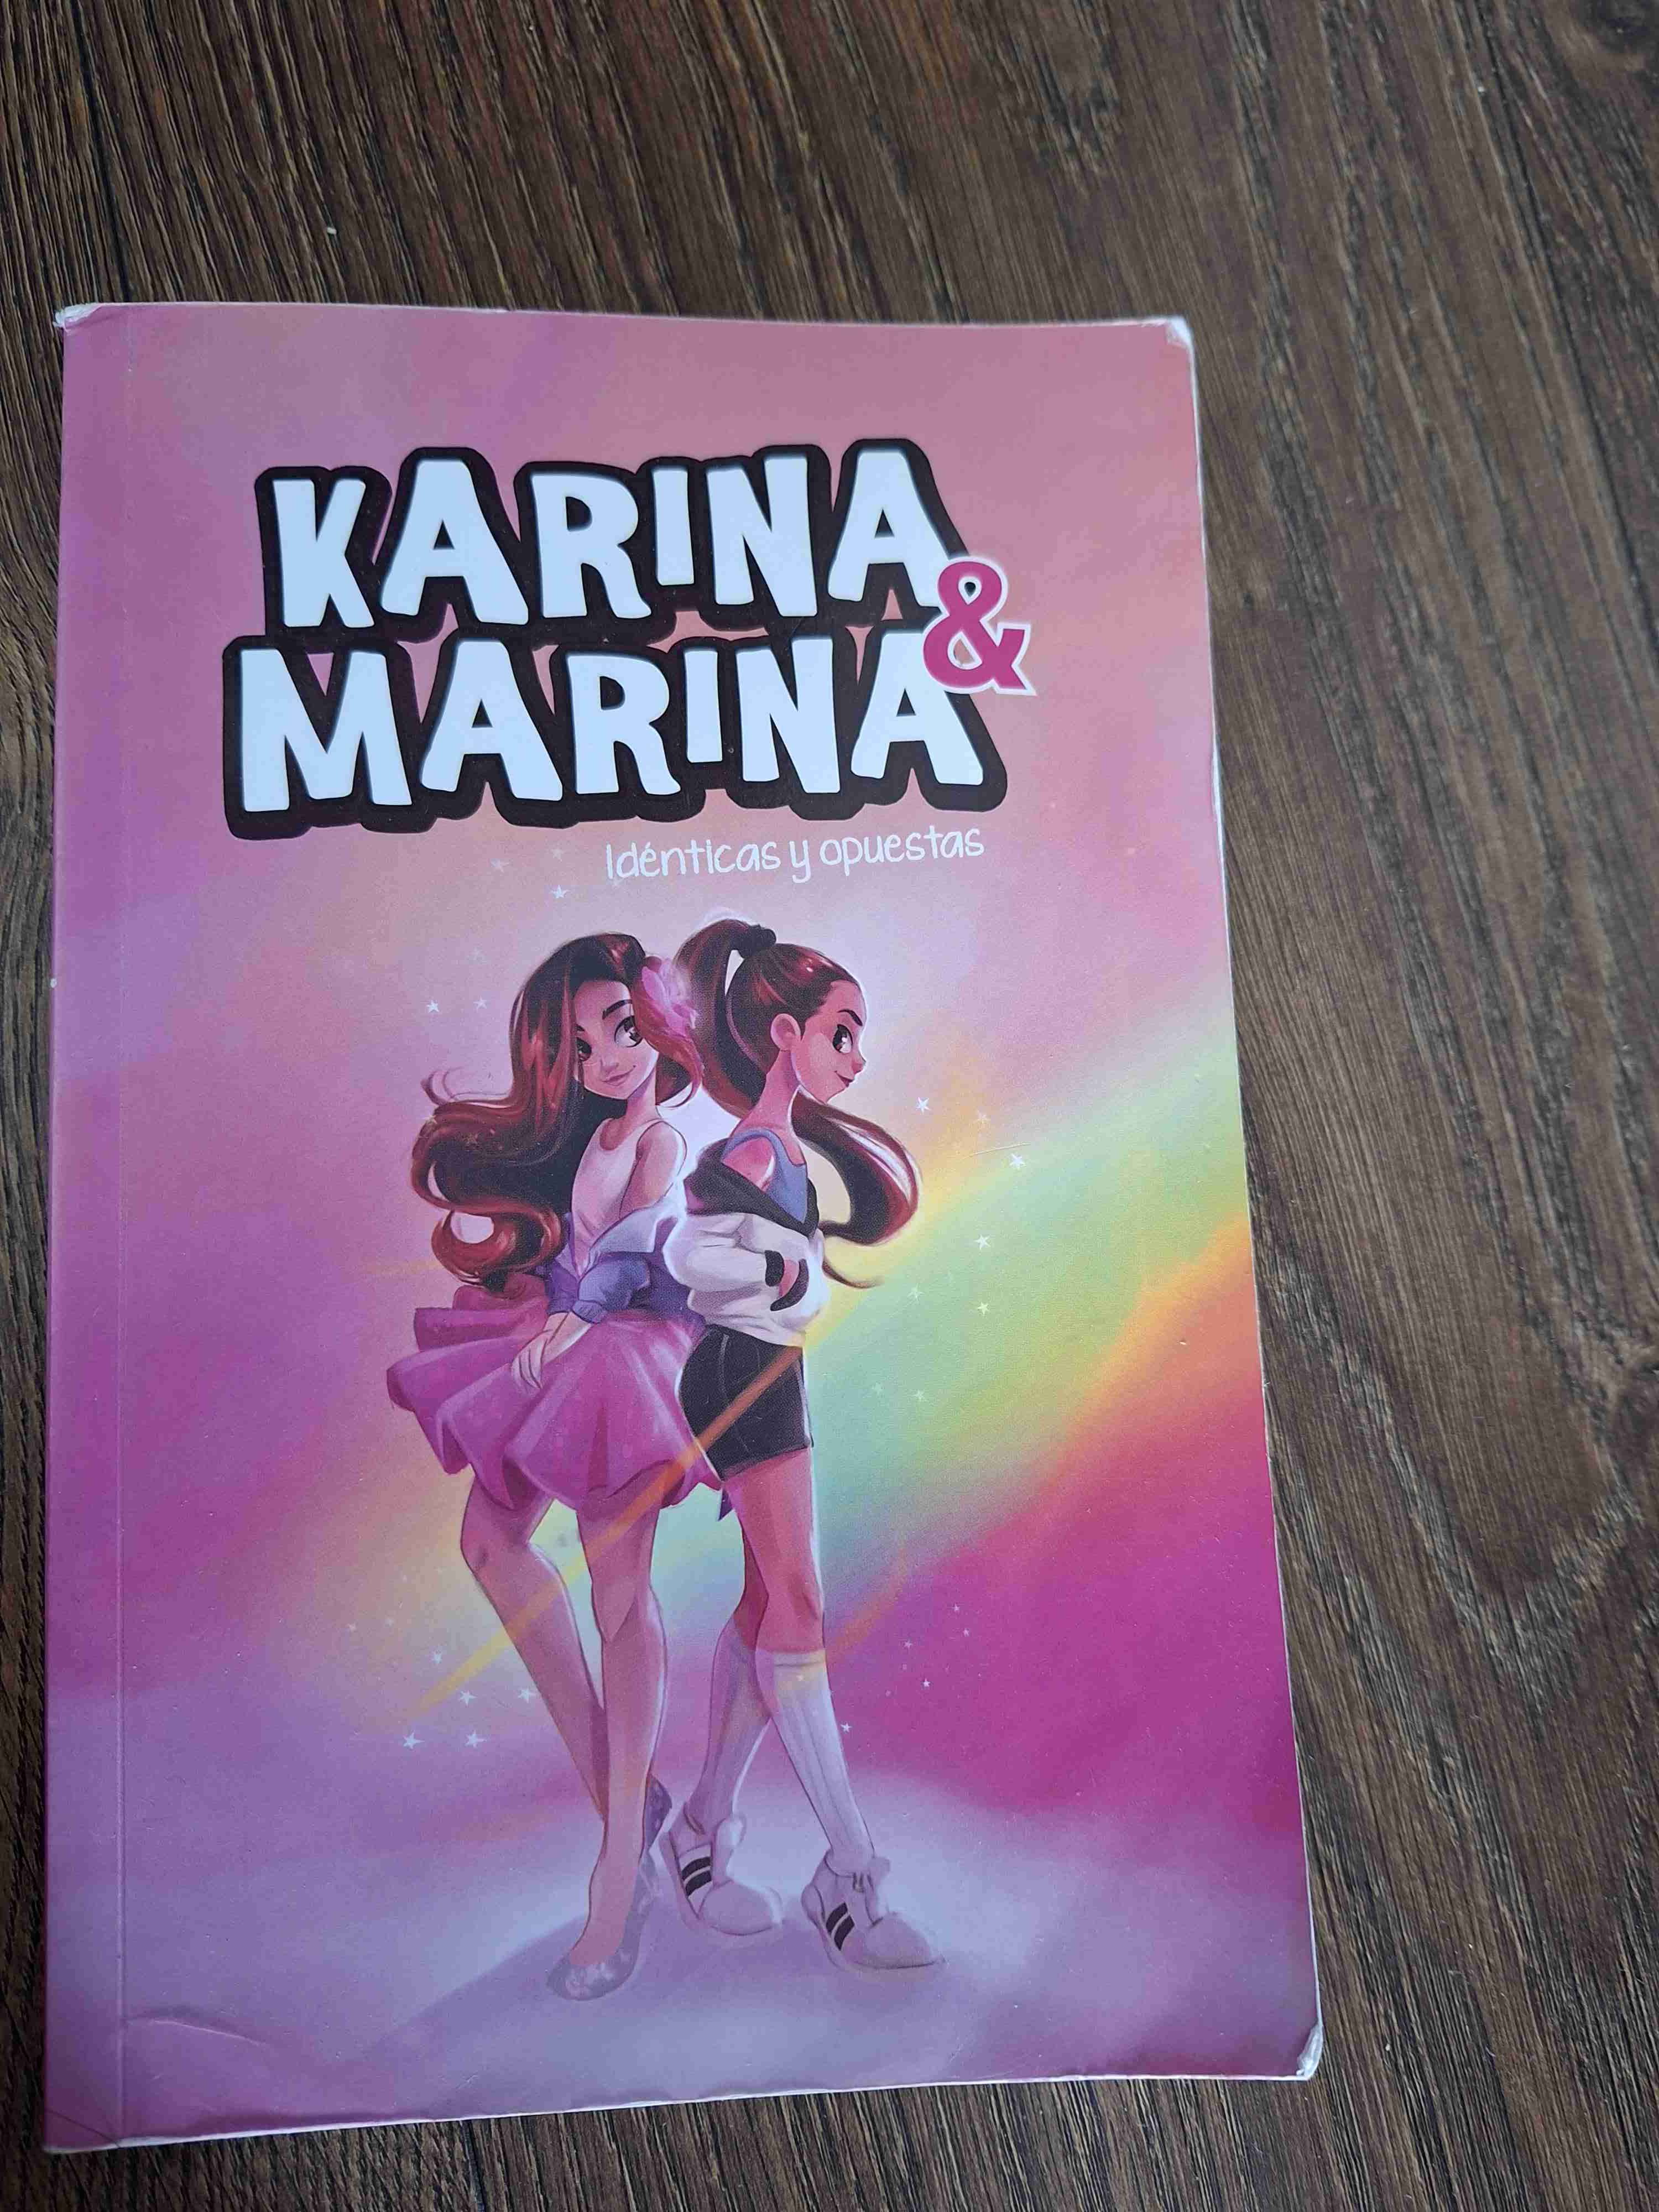 KARINA &
MARINA
Idénticas y opuestas